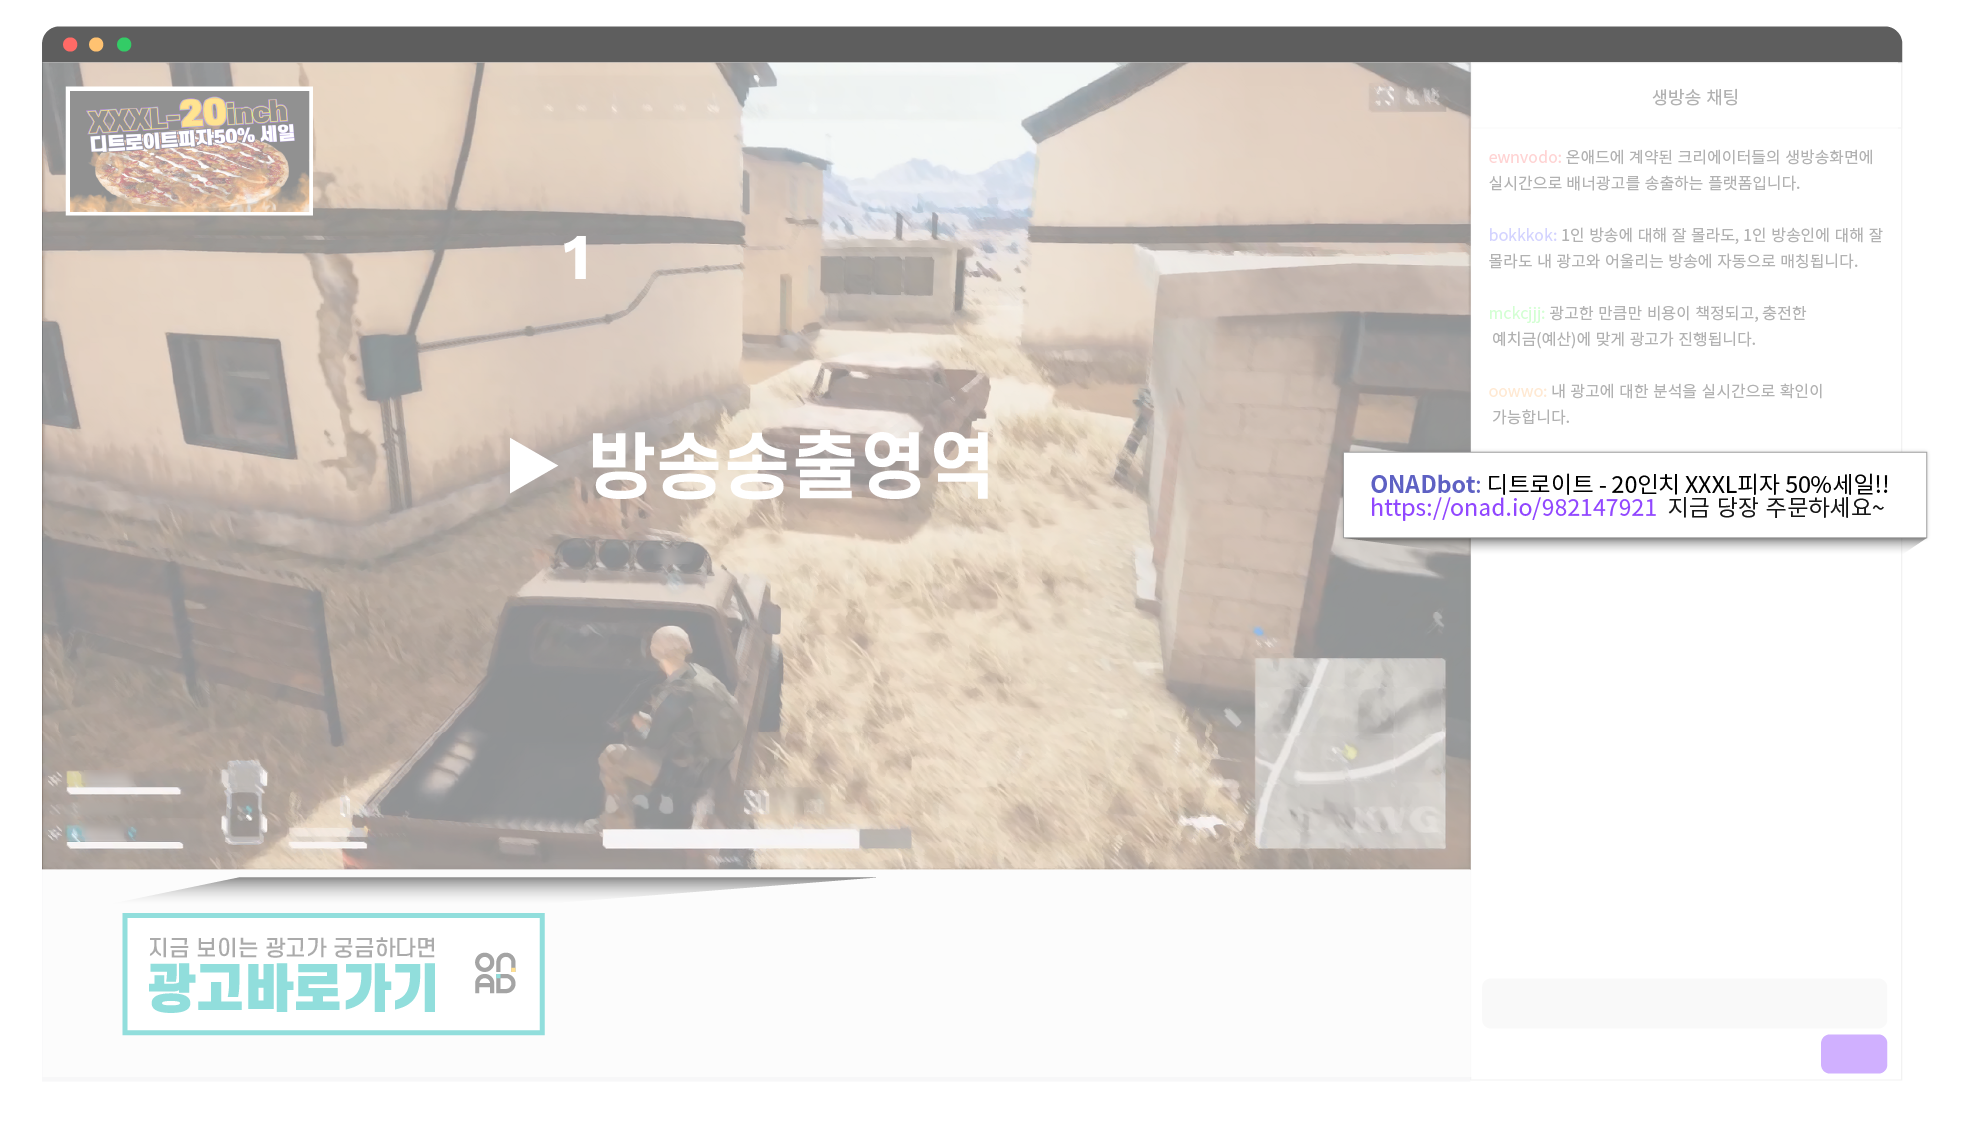 XXXL-20inch
디트로이트피자50% 세일
1
▶ 방송송출영역
생방송 채팅
ewnvodo: 온애드에 계약된 크리에이터들의 생방송화면에
실시간으로 배너광고를 송출하는 플랫폼입니다.
bokkkok: 1인 방송에 대해 잘 몰라도, 1인 방송인에 대해 잘
몰라도 내 광고와 어울리는 방송에 자동으로 매칭됩니다.
mckcjjj: 광고한 만큼만 비용이 책정되고, 충전한
예치금(예산)에 맞게 광고가 진행됩니다.
oowwo: 내 광고에 대한 분석을 실시간으로 확인이
가능합니다.
ONADbot: 디트로이트 - 20인치 XXXL피자 50%세일!!
https://onad.io/982147921 지금 당장 주문하세요~
지금 보이는 광고가 궁금하다면
광고바로가기
ON
AD